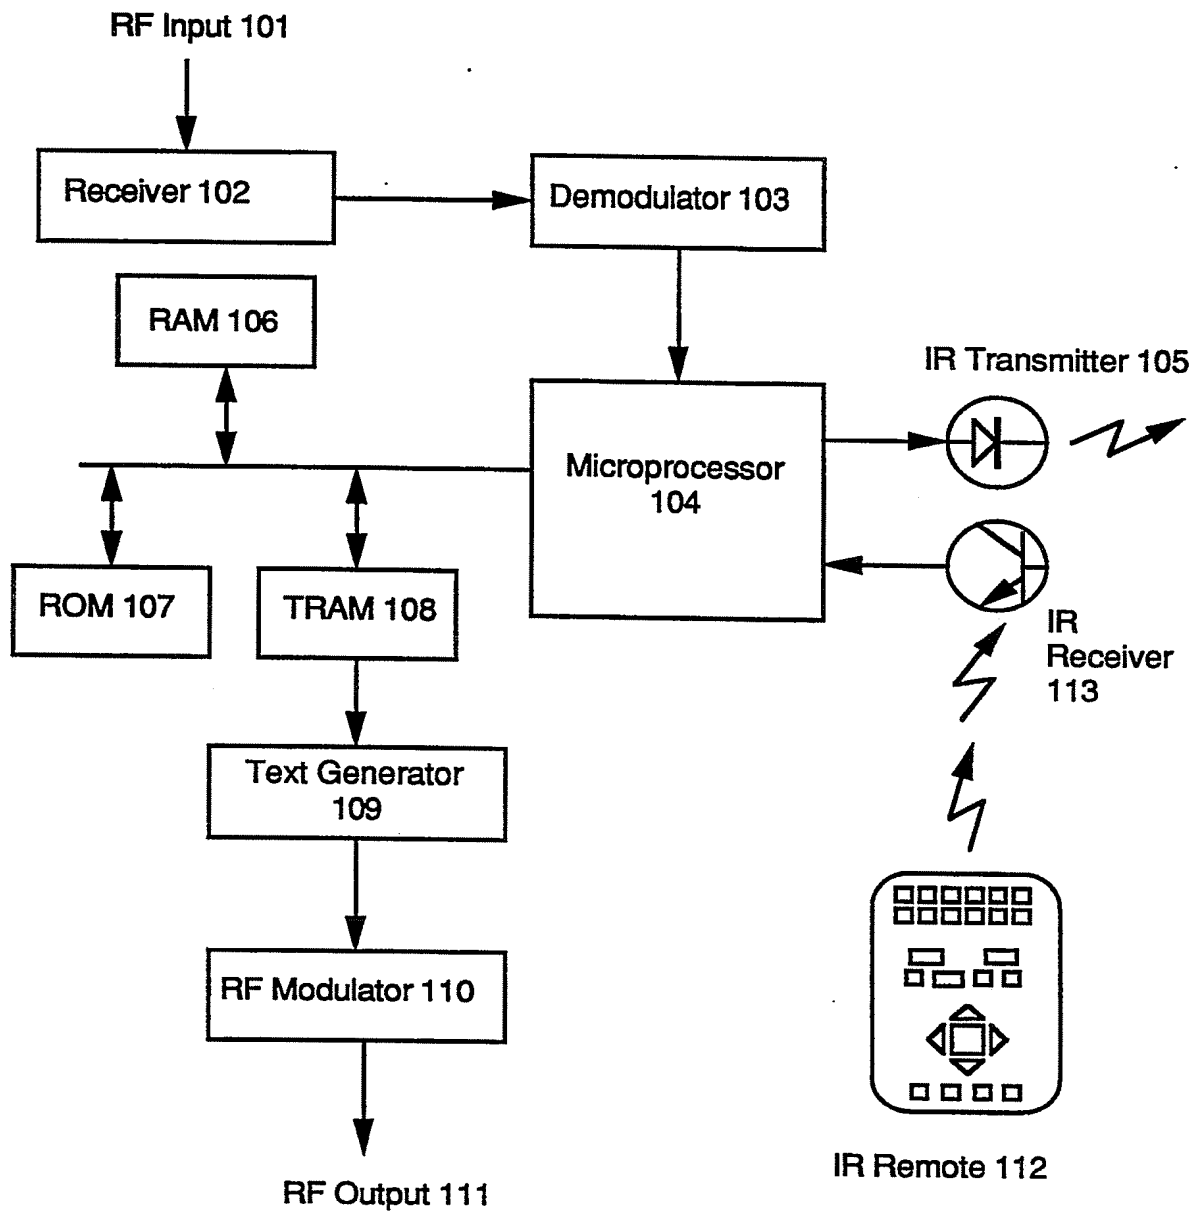 RF Input 101
Receiver 102
Demodulator 103
RAM 106
IR Transmitter 105
Microprocessor
104
ROM 107
TRAM 108
IR
Receiver
113
Text Generator
109
RF Modulator 110
IR Remote 112
RF Output 111